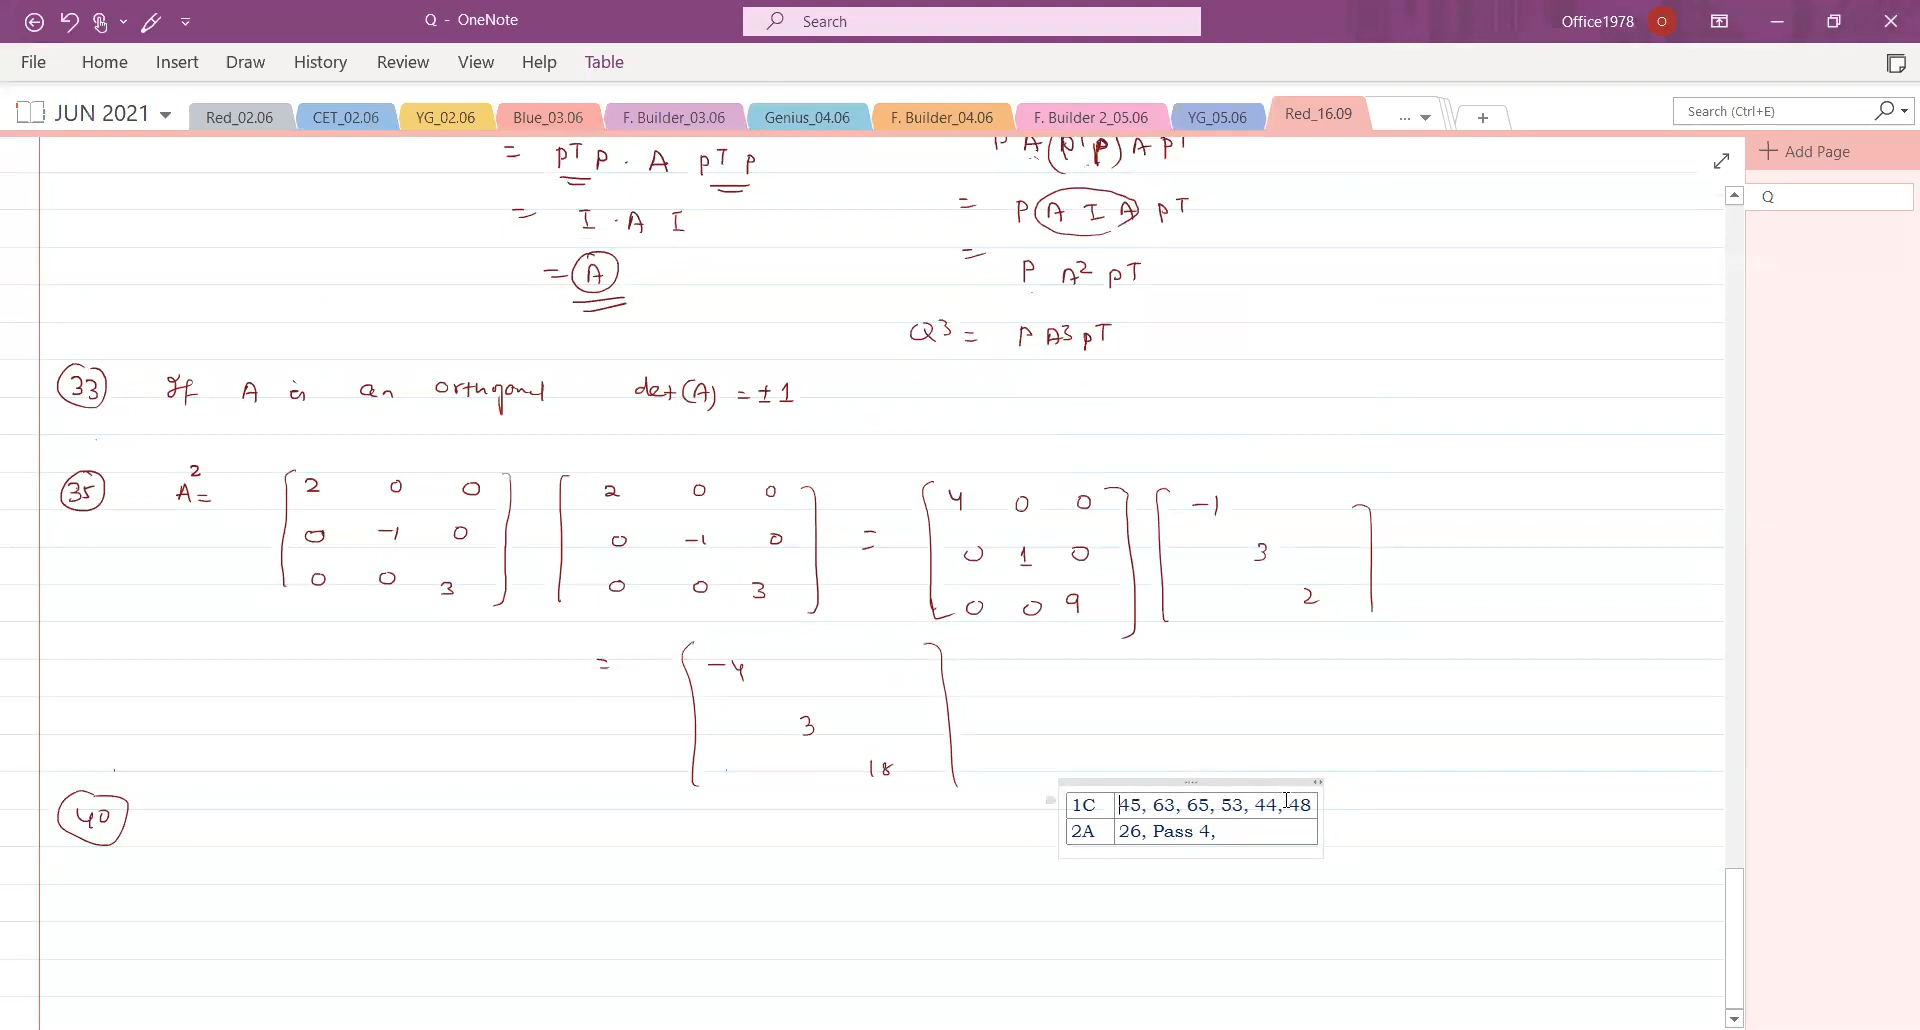 Q - OneNote
Search
Office1978 O
File Home Insert Draw History Review View Help Table
JUN 2021 Red_02.06 CET_02.06 YG_02.06 Blue_03.06 F. Builder_03.06 Genius_04.06 F. Builder_04.06 F. Builder 2_05.06 YG_05.06 Red_16.09 ... + Search (Ctrl+E)
+ Add Page
Q
= pᵀ p . A pᵀ p
P A (pᵀ p) A pᵀ
= I . A I
= P (A I A) pᵀ
= A
= P A² pᵀ
Q³ = P A³ pᵀ
33 If A is an orthogonal det(A) = ± 1
35 A² = [2 0 0] [2 0 0] = [4 0 0] [-1]
[0 -1 0] [0 -1 0] [0 1 0] [3]
[0 0 3] [0 0 3] [0 0 9] [2]
= [-4]
[3]
[18]
40
1C 45, 63, 65, 53, 44, 48
2A 26, Pass 4,